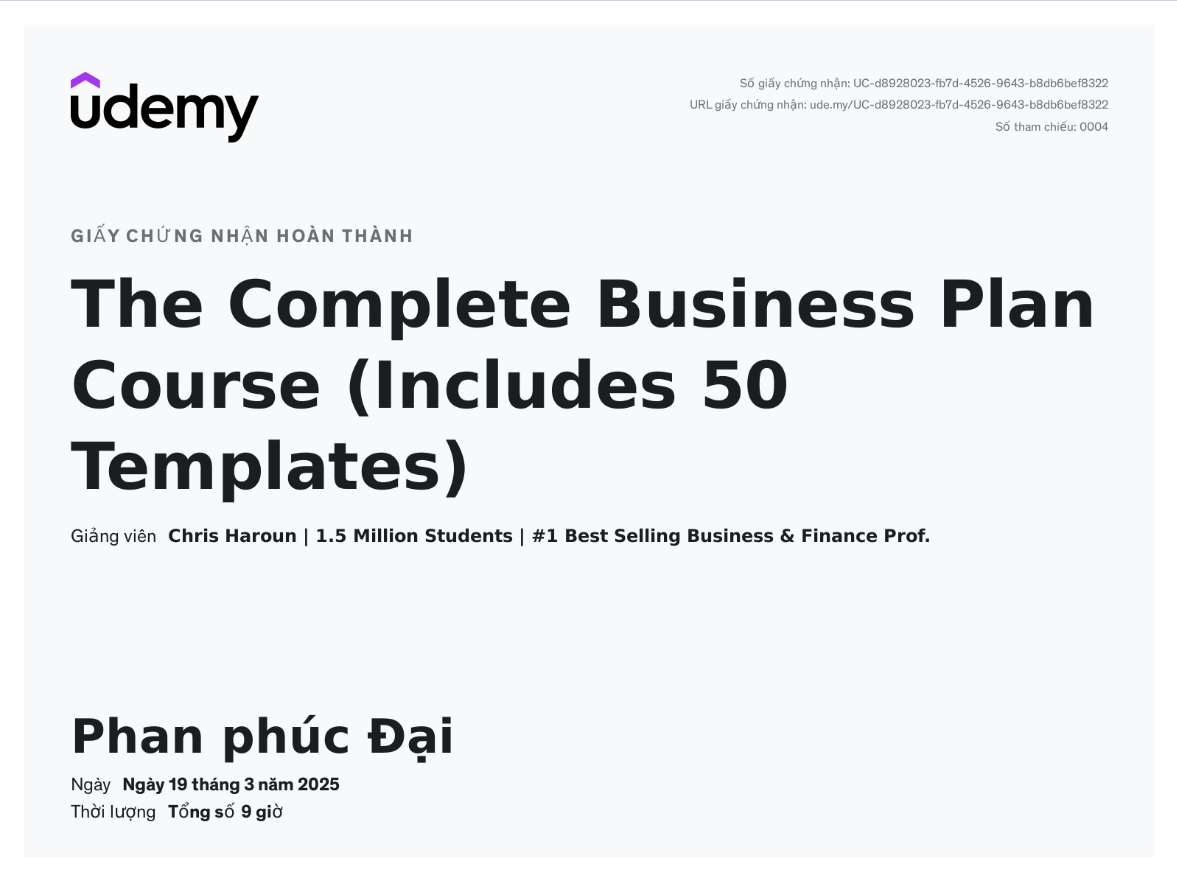 udemy
Số giấy chứng nhận: UC-d8928023-fb7d-4526-9643-b8db6bef8322
URL giấy chứng nhận: ude.my/UC-d8928023-fb7d-4526-9643-b8db6bef8322
Số tham chiếu: 0004
GIẤY CHỨNG NHẬN HOÀN THÀNH
The Complete Business Plan
Course (Includes 50
Templates)
Giảng viên Chris Haroun | 1.5 Million Students | #1 Best Selling Business & Finance Prof.
Phan phúc Đại
Ngày Ngày 19 tháng 3 năm 2025
Thời lượng Tổng số 9 giờ